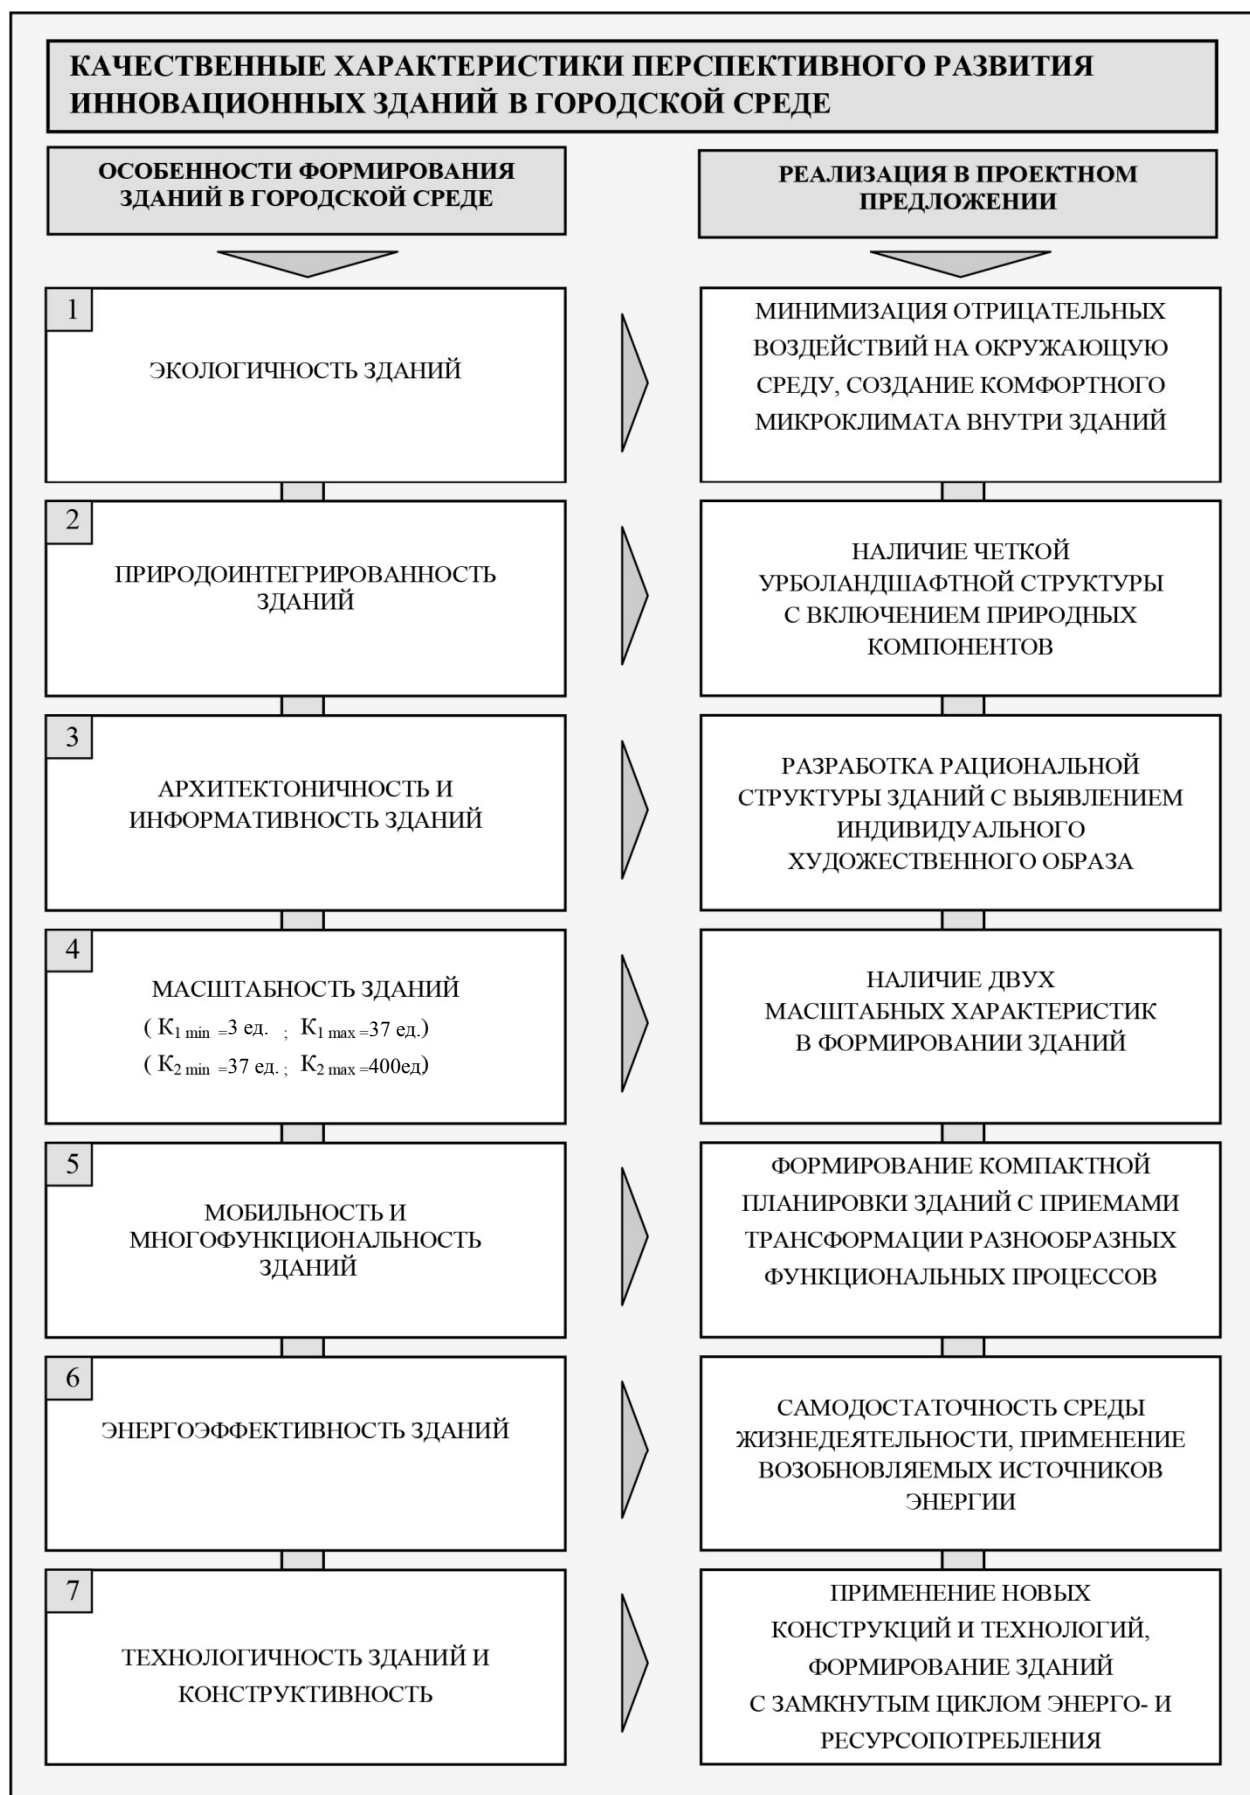 КАЧЕСТВЕННЫЕ ХАРАКТЕРИСТИКИ ПЕРСПЕКТИВНОГО РАЗВИТИЯ
ИННОВАЦИОННЫХ ЗДАНИЙ В ГОРОДСКОЙ СРЕДЕ
ОСОБЕННОСТИ ФОРМИРОВАНИЯ
ЗДАНИЙ В ГОРОДСКОЙ СРЕДЕ
РЕАЛИЗАЦИЯ В ПРОЕКТНОМ
ПРЕДЛОЖЕНИИ
1
ЭКОЛОГИЧНОСТЬ ЗДАНИЙ
МИНИМИЗАЦИЯ ОТРИЦАТЕЛЬНЫХ
ВОЗДЕЙСТВИЙ НА ОКРУЖАЮЩУЮ
СРЕДУ, СОЗДАНИЕ КОМФОРТНОГО
МИКРОКЛИМАТА ВНУТРИ ЗДАНИЙ
2
ПРИРОДОИНТЕГРИРОВАННОСТЬ
ЗДАНИЙ
НАЛИЧИЕ ЧЕТКОЙ
УРБОЛАНДШАФТНОЙ СТРУКТУРЫ
С ВКЛЮЧЕНИЕМ ПРИРОДНЫХ
КОМПОНЕНТОВ
3
АРХИТЕКТОНИЧНОСТЬ И
ИНФОРМАТИВНОСТЬ ЗДАНИЙ
РАЗРАБОТКА РАЦИОНАЛЬНОЙ
СТРУКТУРЫ ЗДАНИЙ С ВЫЯВЛЕНИЕМ
ИНДИВИДУАЛЬНОГО
ХУДОЖЕСТВЕННОГО ОБРАЗА
4
МАСШТАБНОСТЬ ЗДАНИЙ
( К1 min =3 ед. ; К1 max =37 ед.)
( К2 min =37 ед. ; К2 max =400ед)
НАЛИЧИЕ ДВУХ
МАСШТАБНЫХ ХАРАКТЕРИСТИК
В ФОРМИРОВАНИИ ЗДАНИЙ
5
МОБИЛЬНОСТЬ И
МНОГОФУНКЦИОНАЛЬНОСТЬ
ЗДАНИЙ
ФОРМИРОВАНИЕ КОМПАКТНОЙ
ПЛАНИРОВКИ ЗДАНИЙ С ПРИЕМАМИ
ТРАНСФОРМАЦИИ РАЗНООБРАЗНЫХ
ФУНКЦИОНАЛЬНЫХ ПРОЦЕССОВ
6
ЭНЕРГОЭФФЕКТИВНОСТЬ ЗДАНИЙ
САМОДОСТАТОЧНОСТЬ СРЕДЫ
ЖИЗНЕДЕЯТЕЛЬНОСТИ, ПРИМЕНЕНИЕ
ВОЗОБНОВЛЯЕМЫХ ИСТОЧНИКОВ
ЭНЕРГИИ
7
ТЕХНОЛОГИЧНОСТЬ ЗДАНИЙ И
КОНСТРУКТИВНОСТЬ
ПРИМЕНЕНИЕ НОВЫХ
КОНСТРУКЦИЙ И ТЕХНОЛОГИЙ,
ФОРМИРОВАНИЕ ЗДАНИЙ
С ЗАМКНУТЫМ ЦИКЛОМ ЭНЕРГО- И
РЕСУРСОПОТРЕБЛЕНИЯ